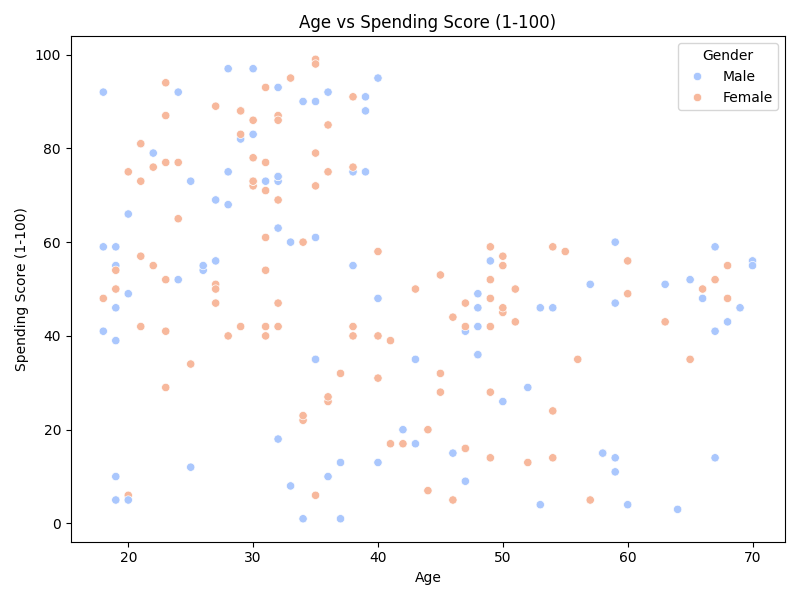 Age vs Spending Score (1-100)
Gender
Male
Female
Spending Score (1-100)
100
80
60
40
20
0
20 30 40 50 60 70
Age